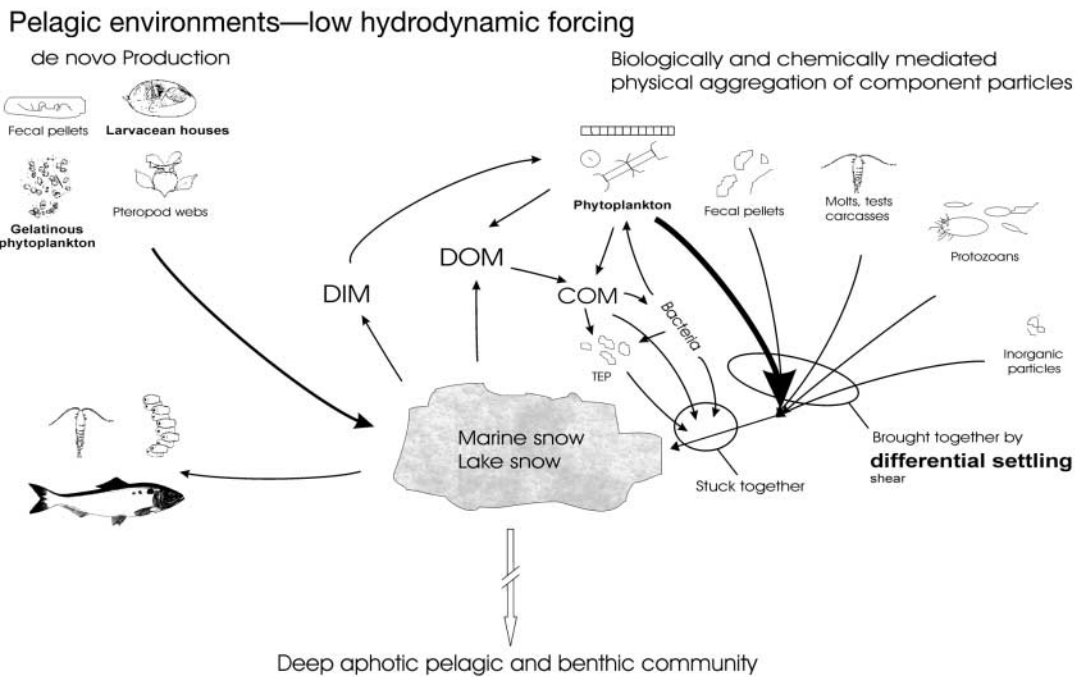 Pelagic environments—low hydrodynamic forcing
de novo Production
Biologically and chemically mediated
physical aggregation of component particles
Fecal pellets
Larvacean houses
Gelatinous
phytoplankton
Pteropod webs
Phytoplankton
Fecal pellets
Molts, tests
carcasses
Protozoans
Inorganic
particles
DIM
DOM
COM
Bacteria
TEP
Marine snow
Lake snow
Stuck together
Brought together by
differential settling
shear
Deep aphotic pelagic and benthic community